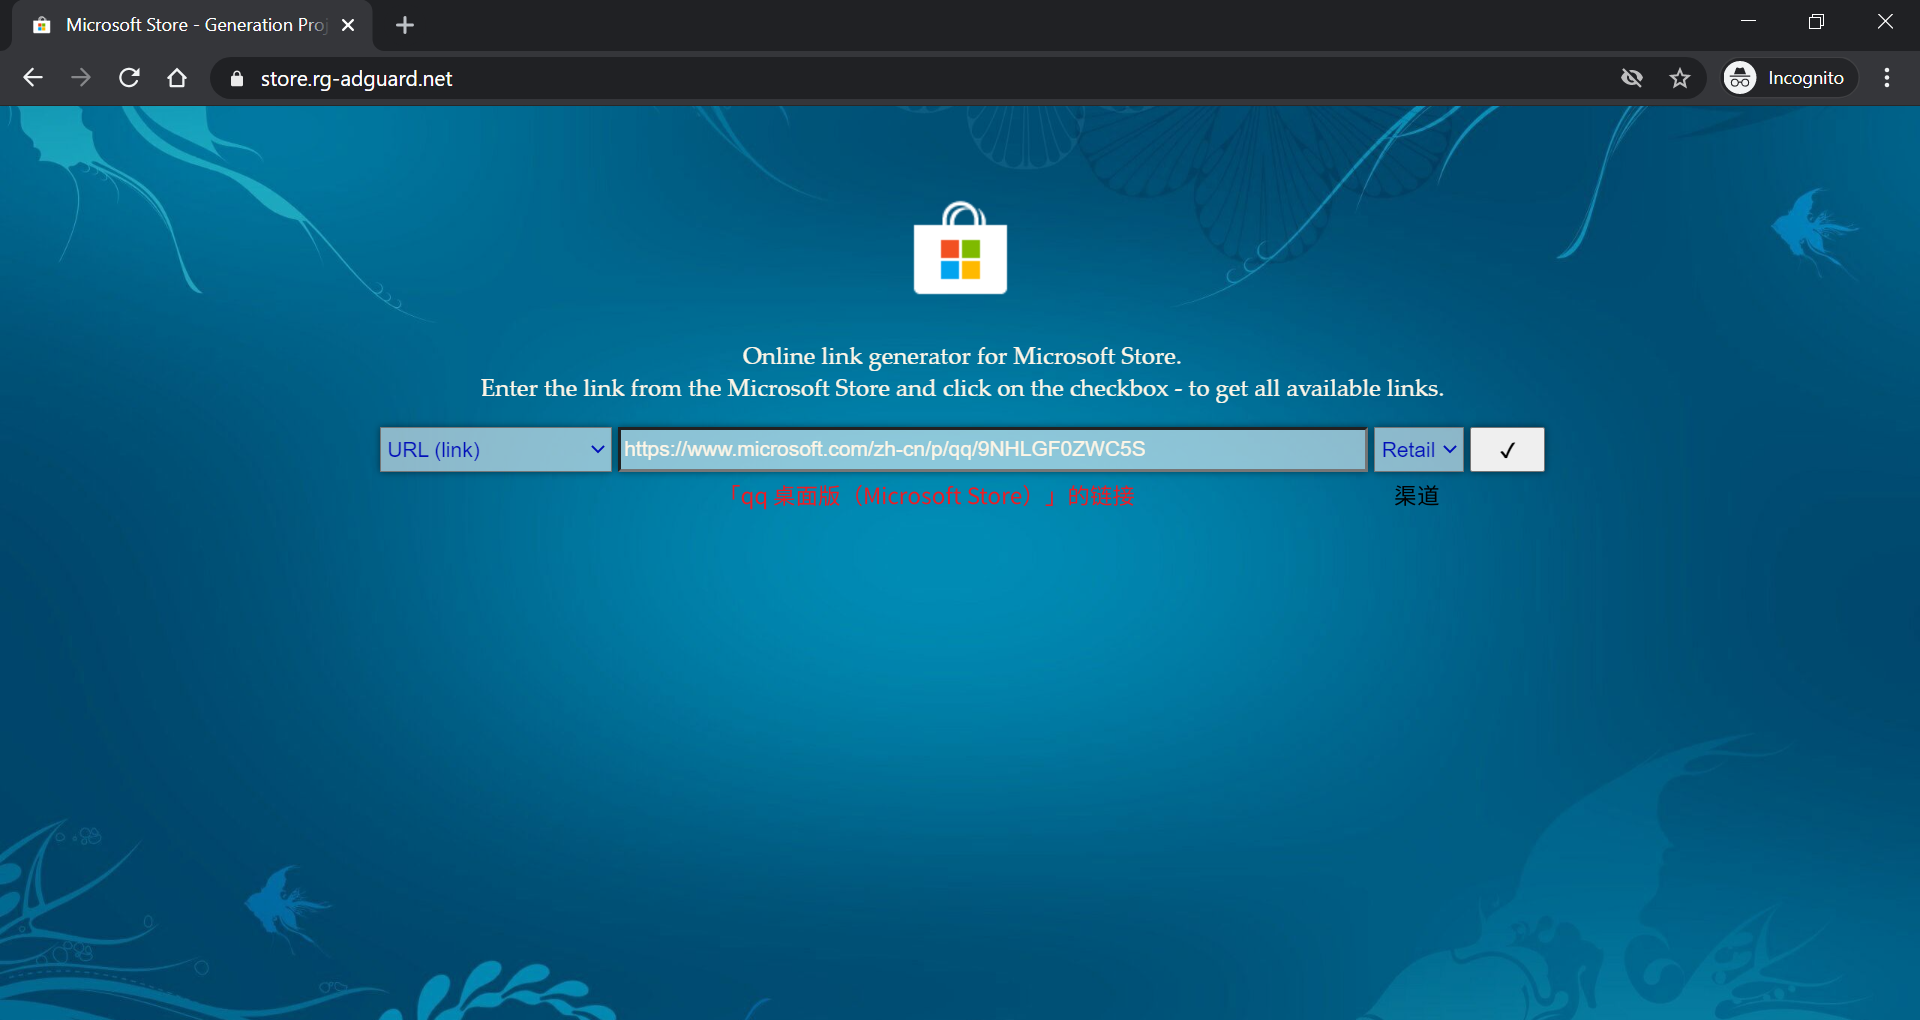 Microsoft Store - Generation Proj
store.rg-adguard.net
Incognito
Online link generator for Microsoft Store.
Enter the link from the Microsoft Store and click on the checkbox - to get all available links.
URL (link) https://www.microsoft.com/zh-cn/p/qq/9NHLGF0ZWC5S Retail ✓
「qq 桌面版（Microsoft Store）」的链接 渠道